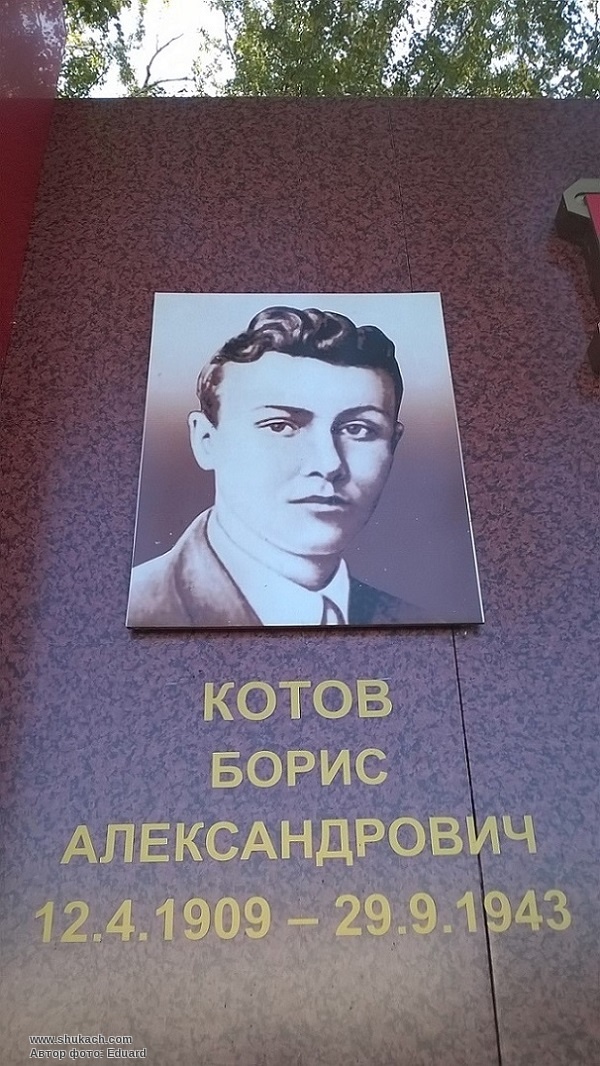 КОТОВ
БОРИС
АЛЕКСАНДРОВИЧ
12.4.1909 – 29.9.1943
www.shukach.com
Автор фото: Eduard